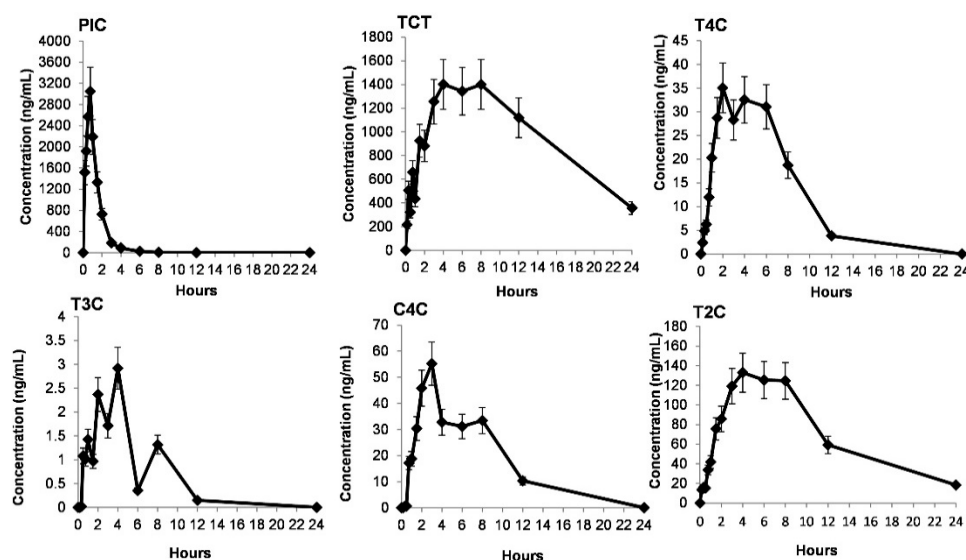 PIC
Concentration (ng/mL)
4000
3600
3200
2800
2400
2000
1600
1200
800
400
0
0 2 4 6 8 10 12 14 16 18 20 22 24
Hours
TCT
Concentration (ng/mL)
1800
1600
1400
1200
1000
800
600
400
200
0
0 2 4 6 8 10 12 14 16 18 20 22 24
Hours
T4C
Concentration (ng/mL)
45
40
35
30
25
20
15
10
5
0
0 2 4 6 8 10 12 14 16 18 20 22 24
Hours
T3C
Concentration (ng/mL)
4
3.5
3
2.5
2
1.5
1
0.5
0
0 2 4 6 8 10 12 14 16 18 20 22 24
Hours
C4C
Concentration (ng/mL)
70
60
50
40
30
20
10
0
0 2 4 6 8 10 12 14 16 18 20 22 24
Hours
T2C
Concentration (ng/mL)
180
160
140
120
100
80
60
40
20
0
0 2 4 6 8 10 12 14 16 18 20 22 24
Hours